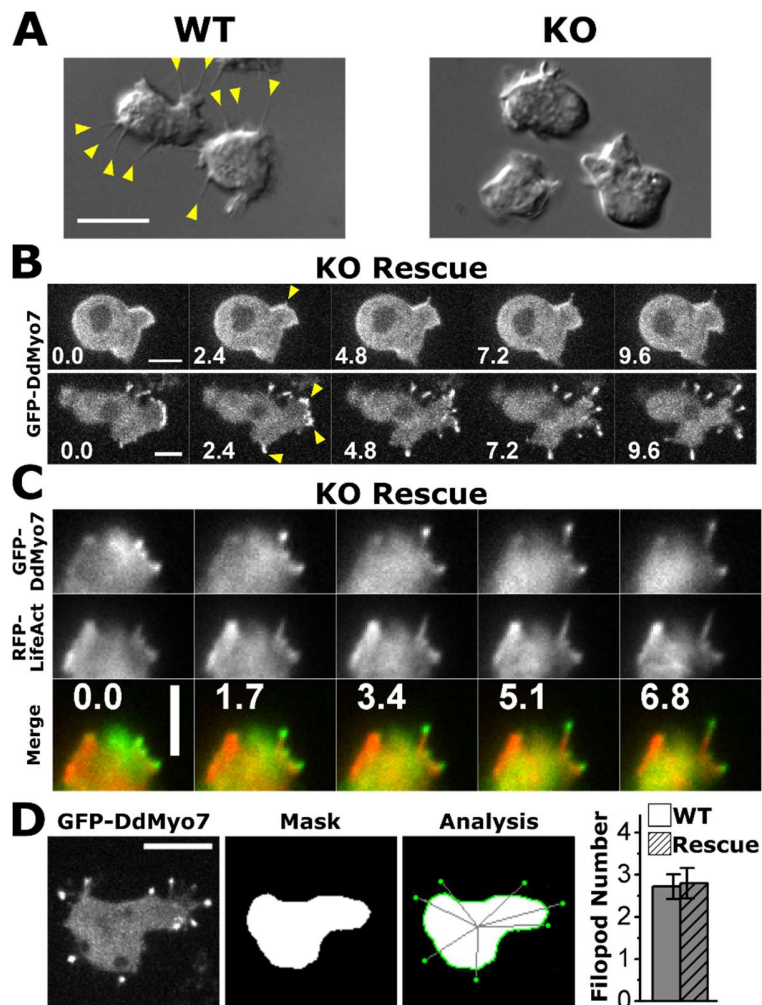 A
WT
KO
B
KO Rescue
GFP-DdMyo7
0.0 2.4 4.8 7.2 9.6
0.0 2.4 4.8 7.2 9.6
C
KO Rescue
GFP-
DdMyo7
RFP-
LifeAct
Merge
0.0 1.7 3.4 5.1 6.8
D
GFP-DdMyo7
Mask
Analysis
Filopod Number
4
3
2
1
0
WT
Rescue